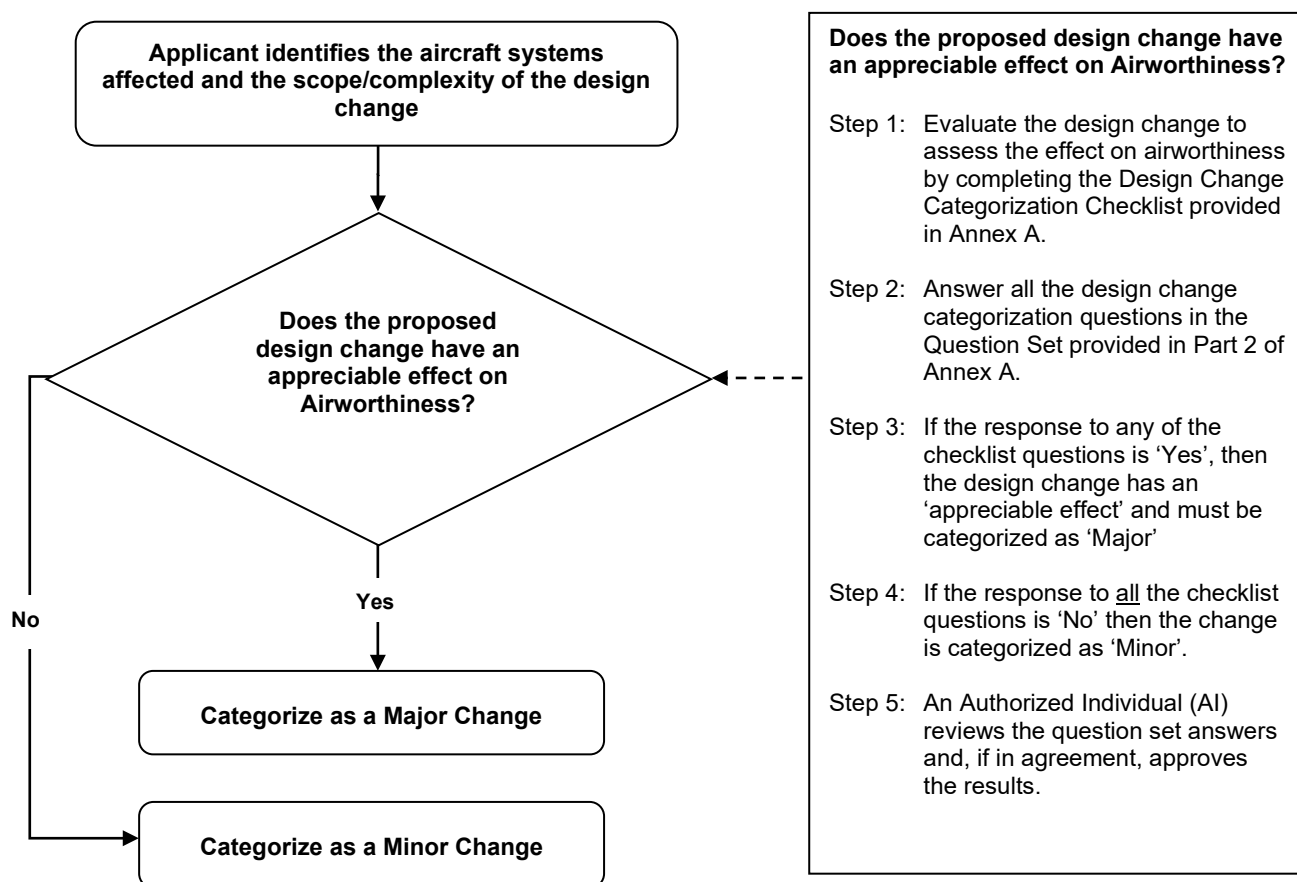 Applicant identifies the aircraft systems
affected and the scope/complexity of the design
change
Does the proposed
design change have an
appreciable effect on
Airworthiness?
Yes
No
Categorize as a Major Change
Categorize as a Minor Change
Does the proposed design change have
an appreciable effect on Airworthiness?
Step 1: Evaluate the design change to
assess the effect on airworthiness
by completing the Design Change
Categorization Checklist provided
in Annex A.
Step 2: Answer all the design change
categorization questions in the
Question Set provided in Part 2 of
Annex A.
Step 3: If the response to any of the
checklist questions is ‘Yes’, then
the design change has an
‘appreciable effect’ and must be
categorized as ‘Major’
Step 4: If the response to all the checklist
questions is ‘No’ then the change
is categorized as ‘Minor’.
Step 5: An Authorized Individual (AI)
reviews the question set answers
and, if in agreement, approves
the results.